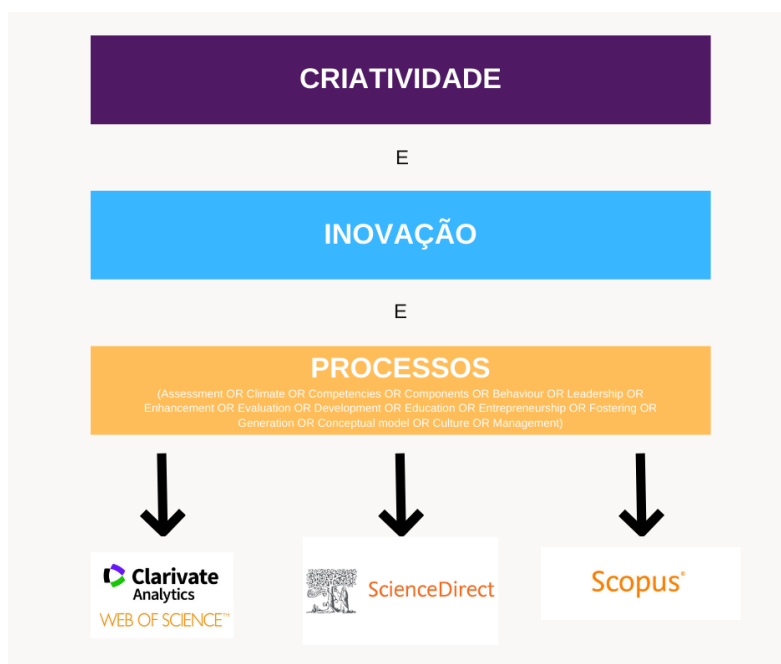 CRIATIVIDADE
E
INOVAÇÃO
E
PROCESSOS
(Assessment OR Climate OR Competencies OR Components OR Behaviour OR Leadership OR
Enhancement OR Evaluation OR Development OR Education OR Entrepreneurship OR Fostering OR
Generation OR Conceptual model OR Culture OR Management)
Clarivate
Analytics
WEB OF SCIENCE™
ScienceDirect
Scopus®